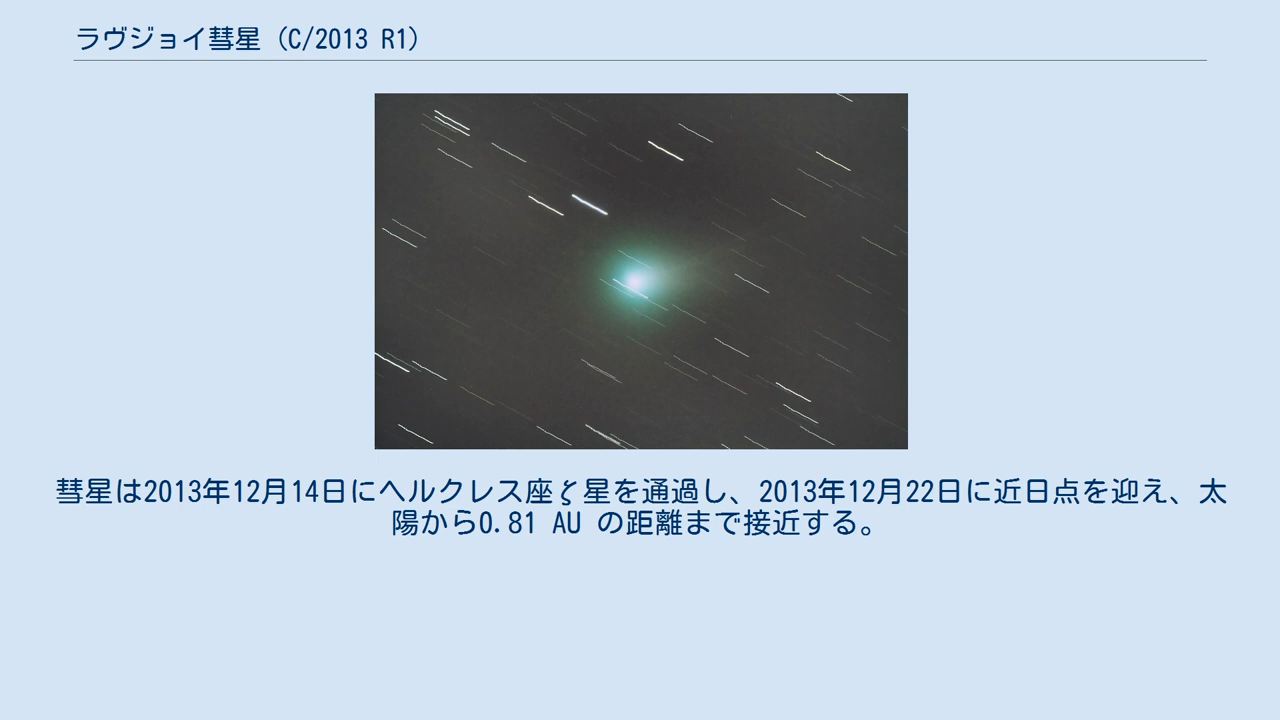 ラヴジョイ彗星（C/2013 R1）
彗星は2013年12月14日にヘルクレス座ζ星を通過し、2013年12月22日に近日点を迎え、太
陽から0.81 AU の距離まで接近する。